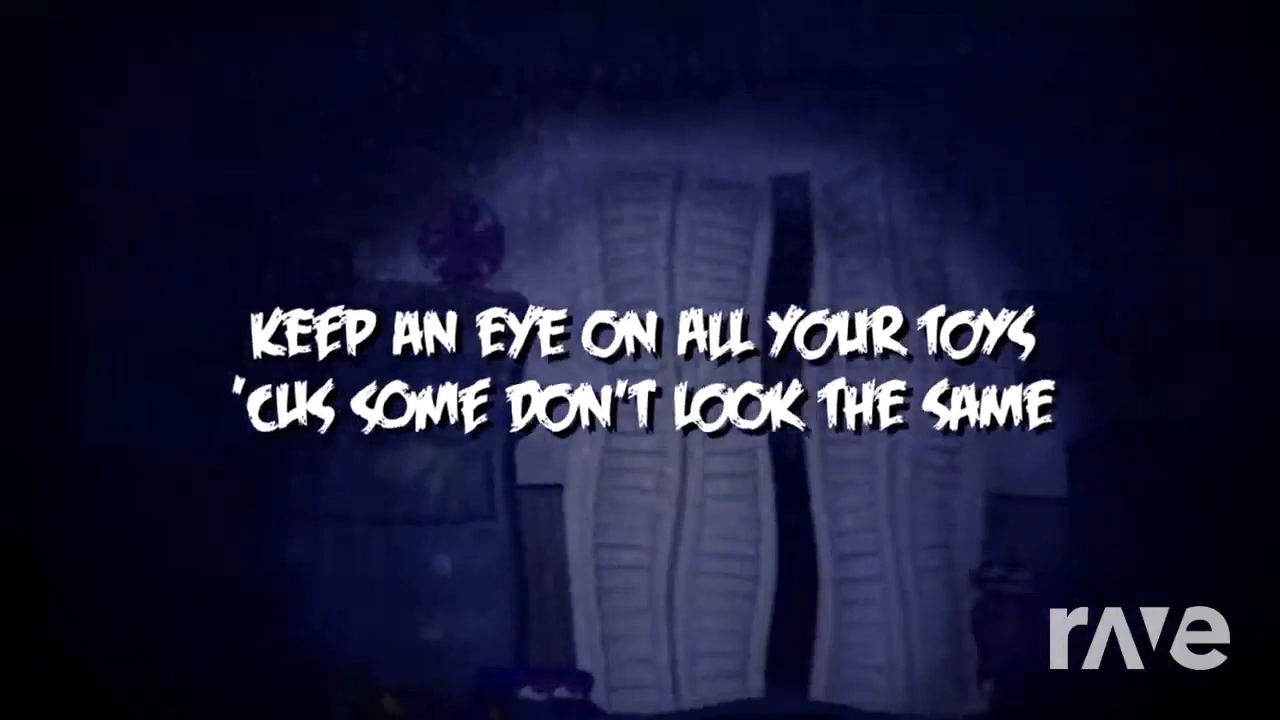 KEEP AN EYE ON ALL YOUR TOYS
'CUS SOME DON'T LOOK THE SAME
rave